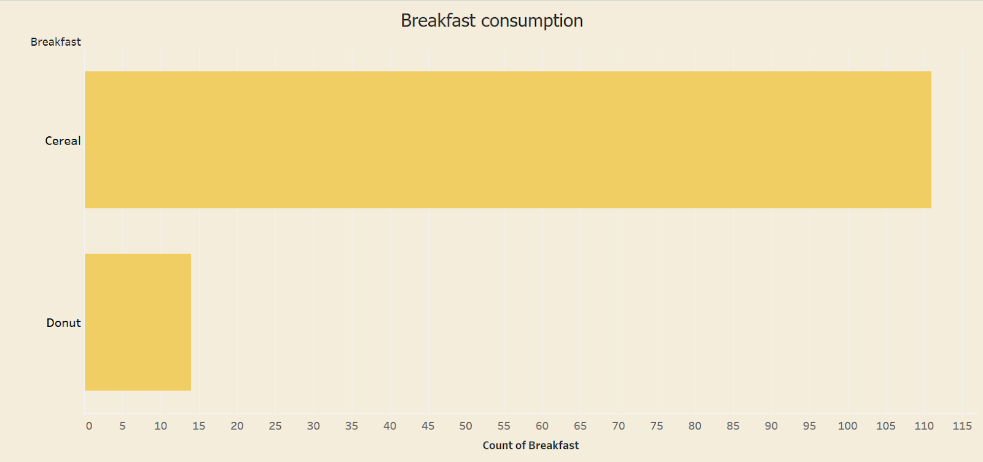 Breakfast consumption
Breakfast
Cereal
Donut
0 5 10 15 20 25 30 35 40 45 50 55 60 65 70 75 80 85 90 95 100 105 110 115
Count of Breakfast